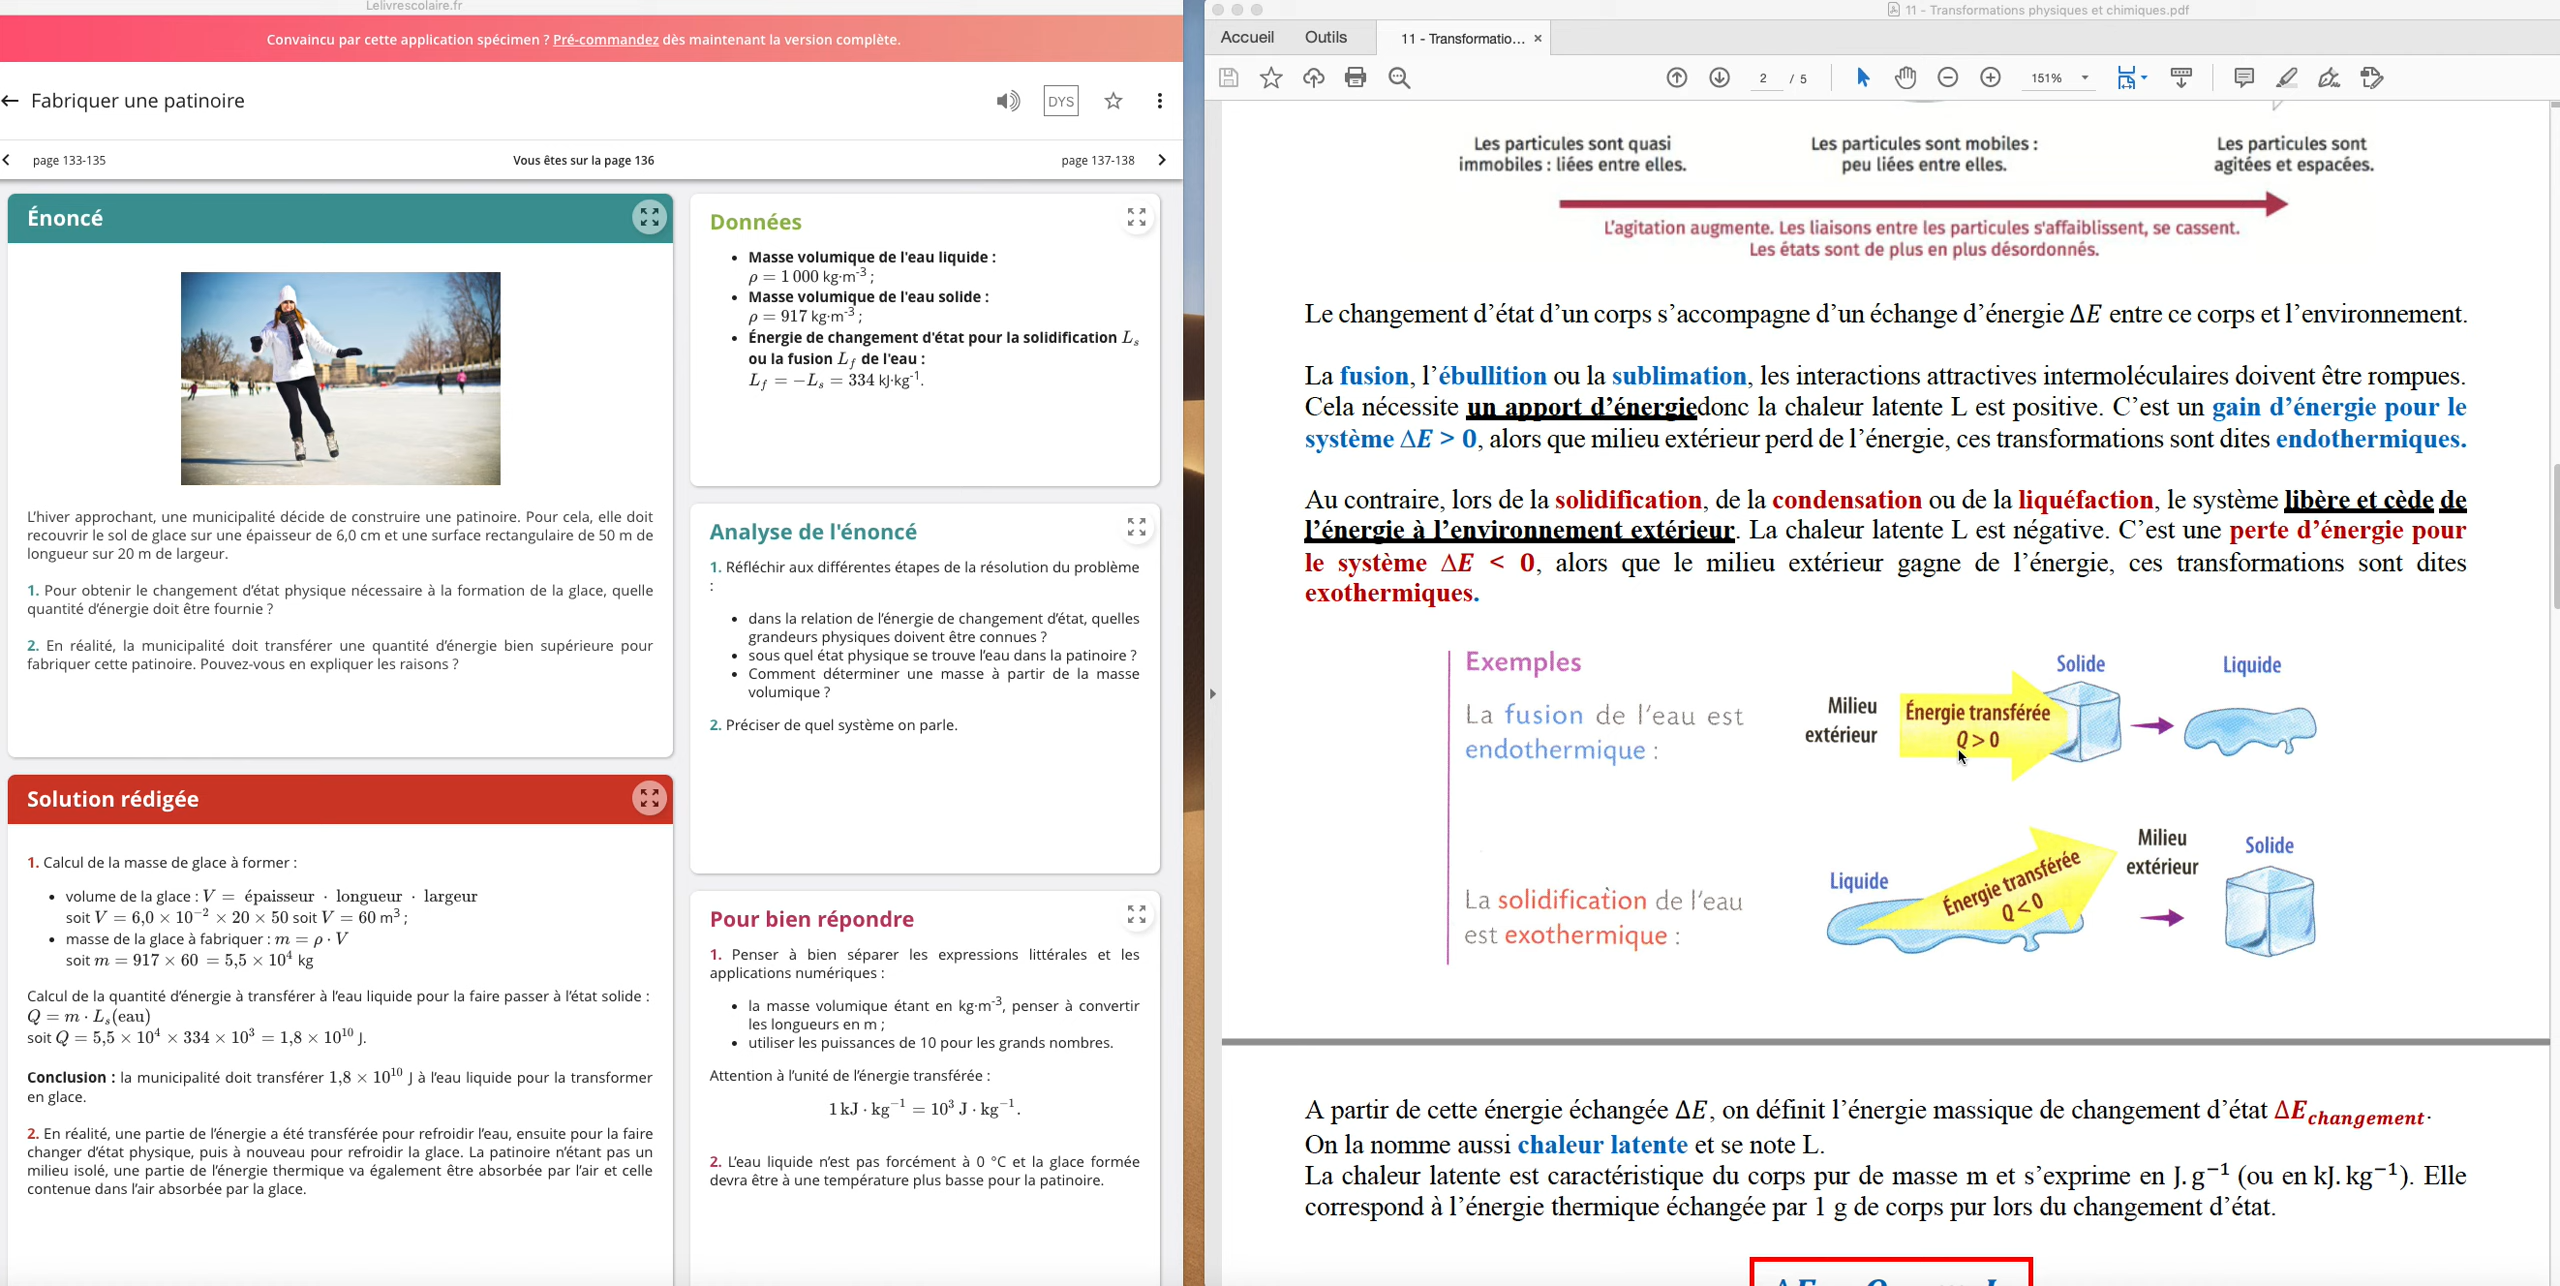 Lelivrescolaire.fr
Convaincu par cette application spécimen ? Pré-commandez dès maintenant la version complète.
Fabriquer une patinoire
DYS
page 133-135
Vous êtes sur la page 136
page 137-138
Énoncé
L'hiver approchant, une municipalité décide de construire une patinoire. Pour cela, elle doit
recouvrir le sol de glace sur une épaisseur de 6,0 cm et une surface rectangulaire de 50 m de
longueur sur 20 m de largeur.
1. Pour obtenir le changement d'état physique nécessaire à la formation de la glace, quelle
quantité d'énergie doit être fournie ?
2. En réalité, la municipalité doit transférer une quantité d'énergie bien supérieure pour
fabriquer cette patinoire. Pouvez-vous en expliquer les raisons ?
Solution rédigée
1. Calcul de la masse de glace à former :
• volume de la glace : V = épaisseur · longueur · largeur
soit V = 6,0 × 10⁻² × 20 × 50 soit V = 60 m³ ;
• masse de la glace à fabriquer : m = ρ · V
soit m = 917 × 60 = 5,5 × 10⁴ kg
Calcul de la quantité d'énergie à transférer à l'eau liquide pour la faire passer à l'état solide :
Q = m · Lₛ(eau)
soit Q = 5,5 × 10⁴ × 334 × 10³ = 1,8 × 10¹⁰ J.
Conclusion : la municipalité doit transférer 1,8 × 10¹⁰ J à l'eau liquide pour la transformer
en glace.
2. En réalité, une partie de l'énergie a été transférée pour refroidir l'eau, ensuite pour la faire
changer d'état physique, puis à nouveau pour refroidir la glace. La patinoire n'étant pas un
milieu isolé, une partie de l'énergie thermique va également être absorbée par l'air et celle
contenue dans l'air absorbée par la glace.
Données
• Masse volumique de l'eau liquide :
ρ = 1 000 kg·m⁻³ ;
• Masse volumique de l'eau solide :
ρ = 917 kg·m⁻³ ;
• Énergie de changement d'état pour la solidification Lₛ
ou la fusion L_f de l'eau :
L_f = −Lₛ = 334 kJ·kg⁻¹.
Analyse de l'énoncé
1. Réfléchir aux différentes étapes de la résolution du problème
:
• dans la relation de l'énergie de changement d'état, quelles
grandeurs physiques doivent être connues ?
• sous quel état physique se trouve l'eau dans la patinoire ?
• Comment déterminer une masse à partir de la masse
volumique ?
2. Préciser de quel système on parle.
Pour bien répondre
1. Penser à bien séparer les expressions littérales et les
applications numériques :
• la masse volumique étant en kg·m⁻³, penser à convertir
les longueurs en m ;
• utiliser les puissances de 10 pour les grands nombres.
Attention à l'unité de l'énergie transférée :
1 kJ · kg⁻¹ = 10³ J · kg⁻¹.
2. L'eau liquide n'est pas forcément à 0 °C et la glace formée
devra être à une température plus basse pour la patinoire.
11 - Transformations physiques et chimiques.pdf
Accueil
Outils
11 - Transformatio... ×
2 / 5
151%
Les particules sont quasi
immobiles : liées entre elles.
Les particules sont mobiles :
peu liées entre elles.
Les particules sont
agitées et espacées.
L'agitation augmente. Les liaisons entre les particules s'affaiblissent, se cassent.
Les états sont de plus en plus désordonnés.
Le changement d'état d'un corps s'accompagne d'un échange d'énergie ΔE entre ce corps et l'environnement.
La fusion, l'ébullition ou la sublimation, les interactions attractives intermoléculaires doivent être rompues.
Cela nécessite un apport d'énergiedonc la chaleur latente L est positive. C'est un gain d'énergie pour le
système ΔE > 0, alors que milieu extérieur perd de l'énergie, ces transformations sont dites endothermiques.
Au contraire, lors de la solidification, de la condensation ou de la liquéfaction, le système libère et cède de
l'énergie à l'environnement extérieur. La chaleur latente L est négative. C'est une perte d'énergie pour
le système ΔE < 0, alors que le milieu extérieur gagne de l'énergie, ces transformations sont dites
exothermiques.
Exemples
La fusion de l'eau est
endothermique :
Milieu
extérieur
Énergie transférée
Q > 0
Solide
Liquide
La solidification de l'eau
est exothermique :
Liquide
Énergie transférée
Q < 0
Milieu
extérieur
Solide
A partir de cette énergie échangée ΔE, on définit l'énergie massique de changement d'état ΔE changement.
On la nomme aussi chaleur latente et se note L.
La chaleur latente est caractéristique du corps pur de masse m et s'exprime en J. g⁻¹ (ou en kJ. kg⁻¹). Elle
correspond à l'énergie thermique échangée par 1 g de corps pur lors du changement d'état.